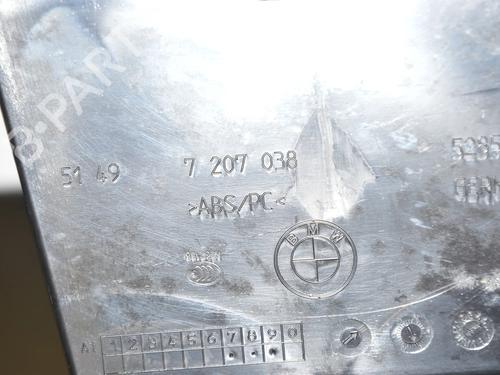 B-PARTS
51 49 7 207 038
>ABS/PC<
BMW
A1 1 2 3 4 5 6 7 8 9 0